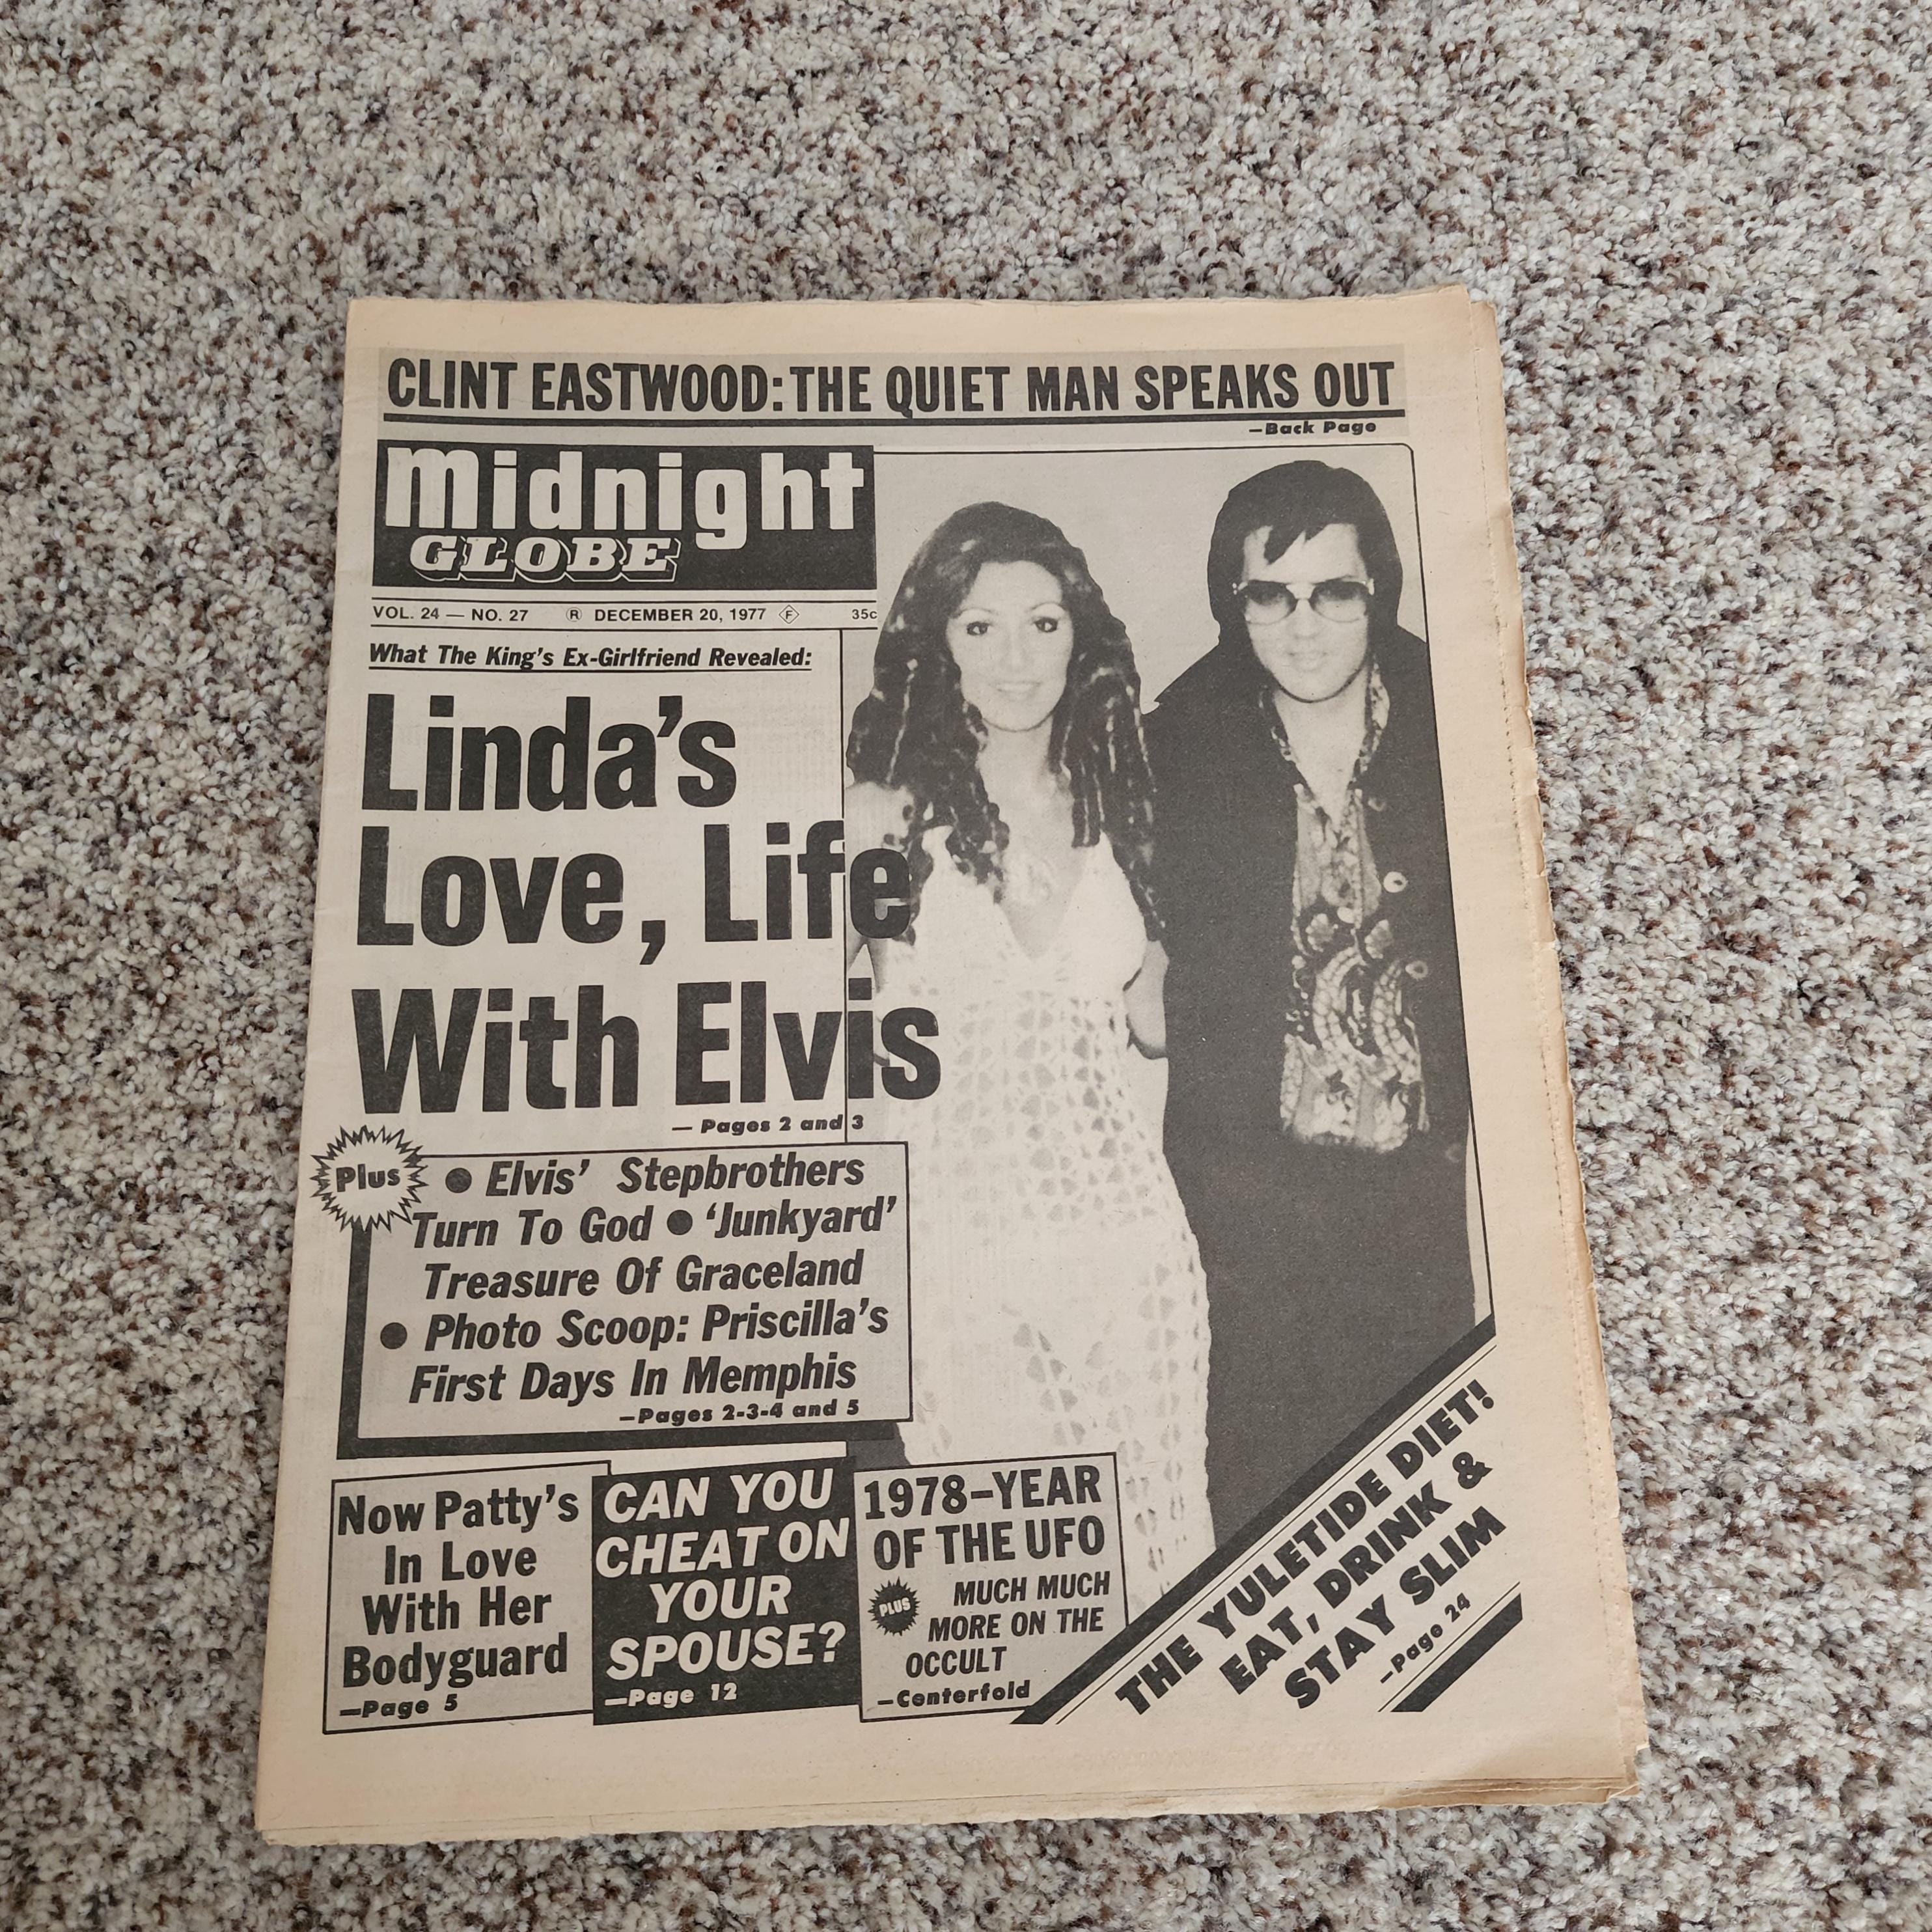 CLINT EASTWOOD: THE QUIET MAN SPEAKS OUT
—Back Page
midnight
GLOBE
VOL. 24 — NO. 27 Ⓡ DECEMBER 20, 1977 F 35c
What The King's Ex-Girlfriend Revealed:
Linda's
Love, Life
With Elvis
— Pages 2 and 3
Plus
● Elvis' Stepbrothers
Turn To God ● 'Junkyard'
Treasure Of Graceland
● Photo Scoop: Priscilla's
First Days In Memphis
—Pages 2-3-4 and 5
Now Patty's
In Love
With Her
Bodyguard
—Page 5
CAN YOU
CHEAT ON
YOUR
SPOUSE?
—Page 12
1978-YEAR
OF THE UFO
PLUS
MUCH MUCH
MORE ON THE
OCCULT
—Centerfold
THE YULETIDE DIET!
EAT, DRINK &
STAY SLIM
—Page 24